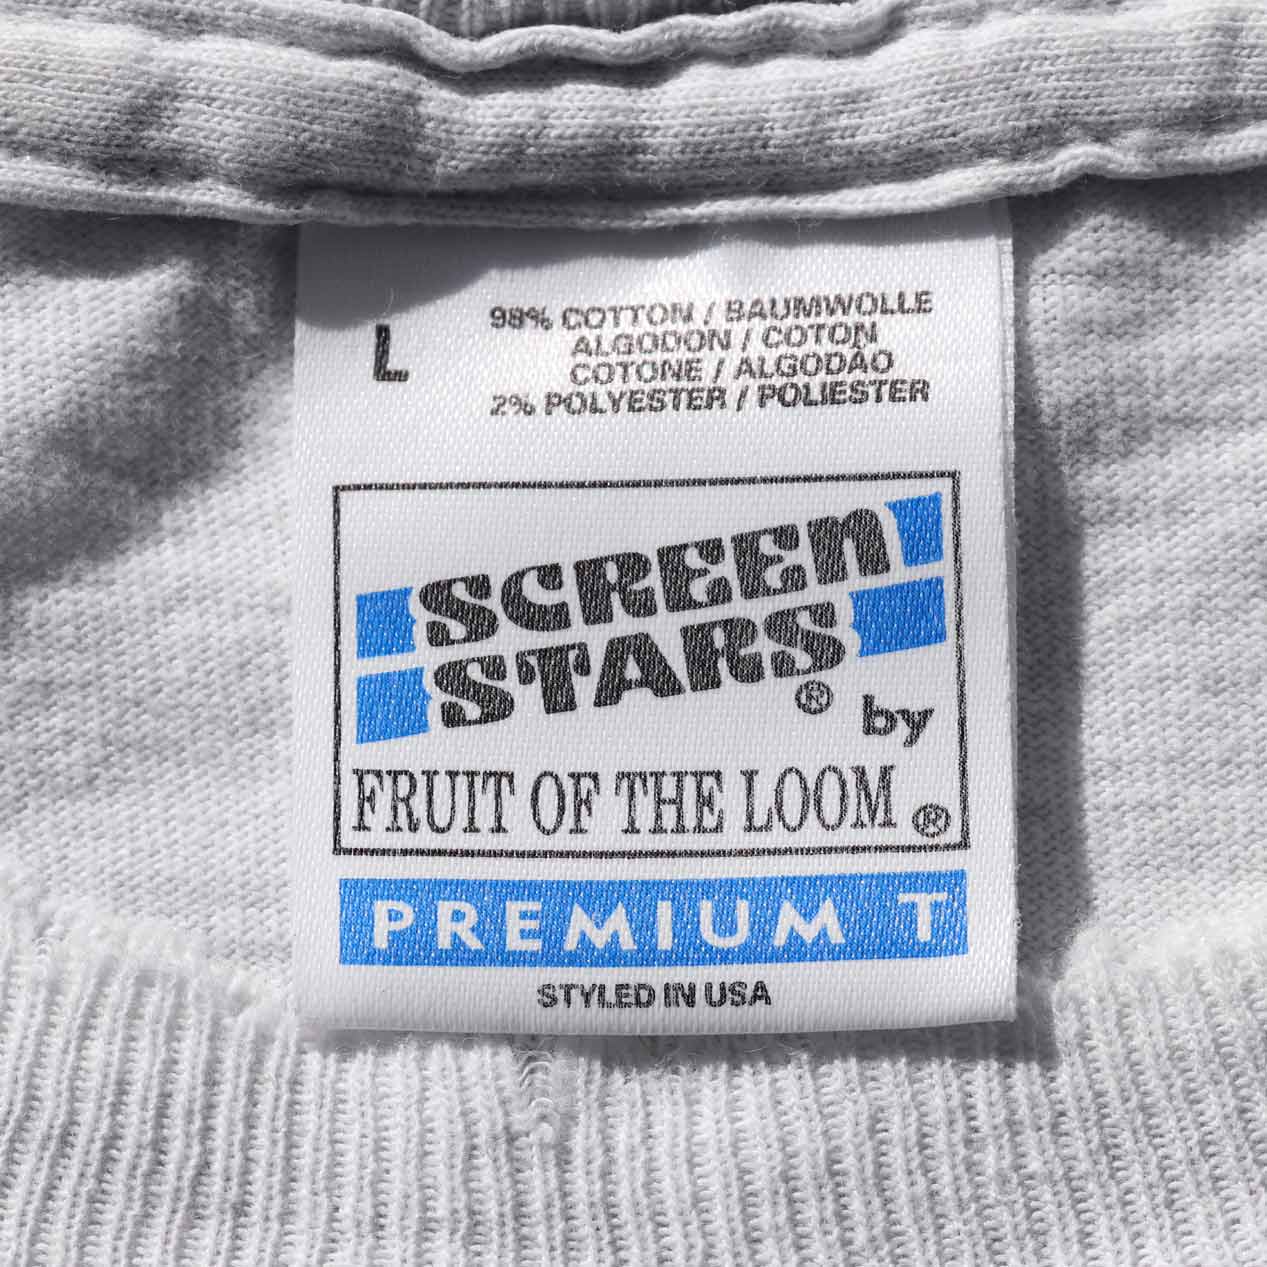 L
98% COTTON / BAUMWOLLE
ALGODON / COTON
COTONE / ALGODÃO
2% POLYESTER / POLIESTER
SCREEN
STARS® by
FRUIT OF THE LOOM®
PREMIUM T
STYLED IN USA